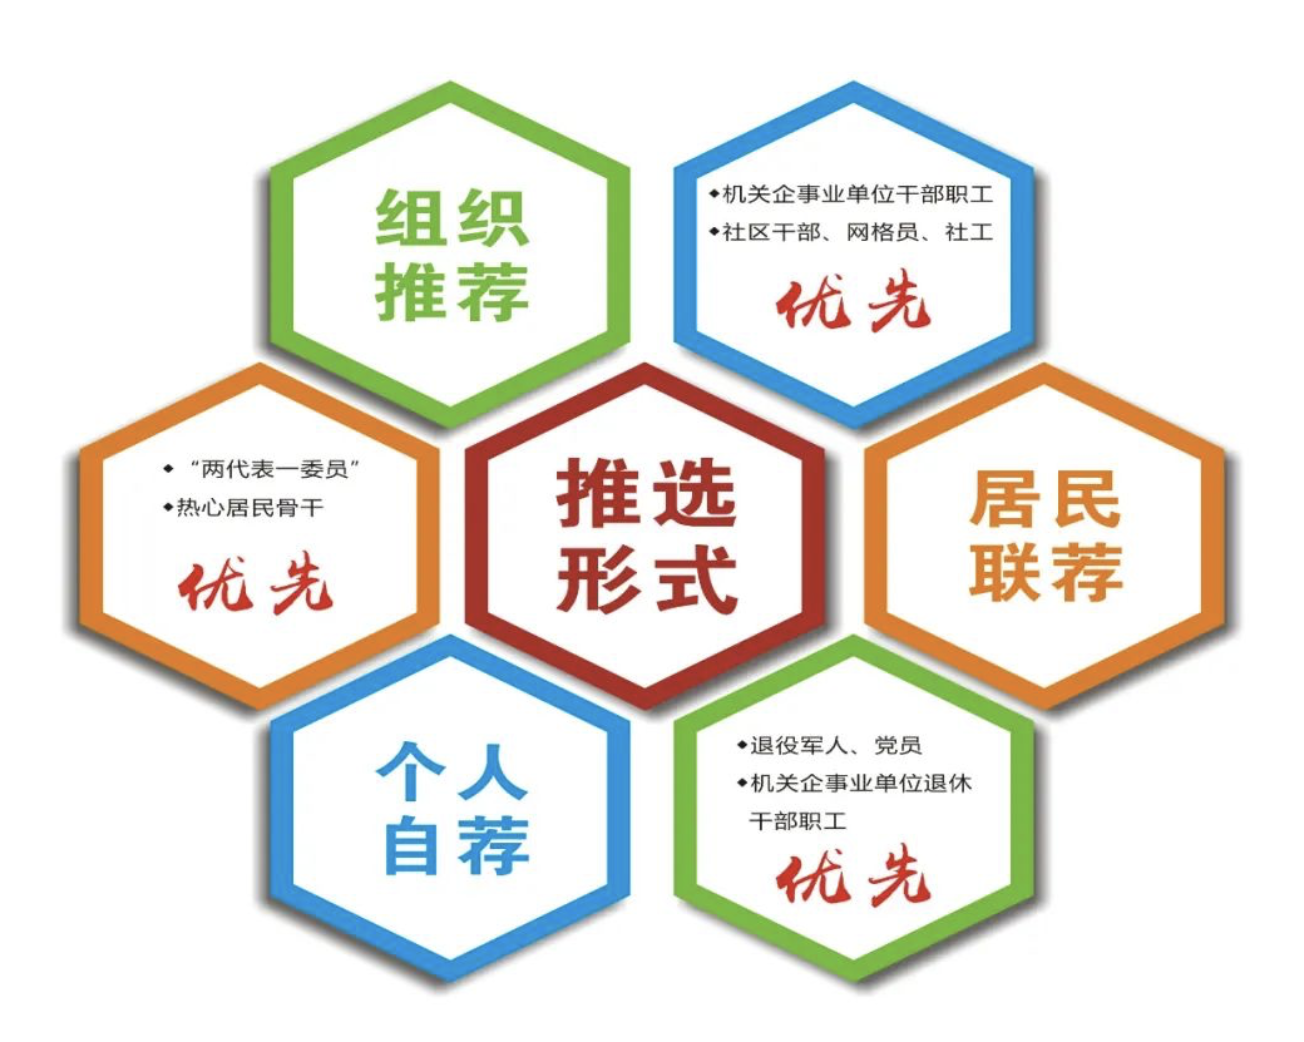 组织
推荐
◆机关企事业单位干部职工
◆社区干部、网格员、社工
优先
◆“两代表一委员”
◆热心居民骨干
优先
推选
形式
居民
联荐
个人
自荐
◆退役军人、党员
◆机关企事业单位退休
干部职工
优先